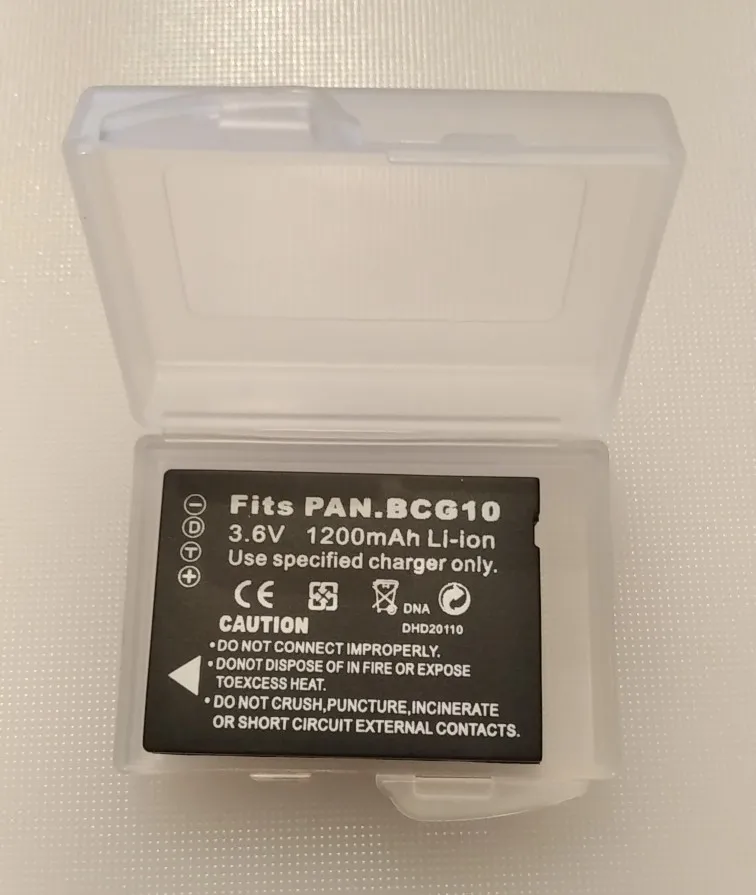 Fits PAN.BCG10
3.6V 1200mAh Li-ion
Use specified charger only.
D
T
CE
DNA
CAUTION
DHD20110
•DO NOT CONNECT IMPROPERLY.
•DONOT DISPOSE OF IN FIRE OR EXPOSE
TOEXCESS HEAT.
•DO NOT CRUSH,PUNCTURE,INCINERATE
OR SHORT CIRCUIT EXTERNAL CONTACTS.